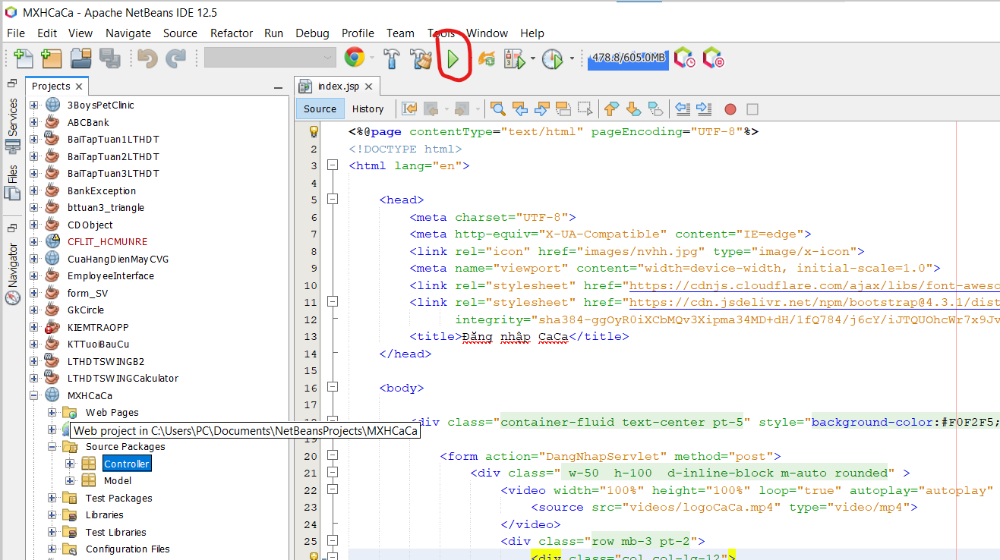 MXHCaCa - Apache NetBeans IDE 12.5
File Edit View Navigate Source Refactor Run Debug Profile Team Tools Window Help
478.8/605.0MB
Projects
index.jsp
Source History
Services
Files
Navigator
3BoysPetClinic
ABCBank
BaiTapTuan1LTHDT
BaiTapTuan2LTHDT
BaiTapTuan3LTHDT
BankException
bttuan3_triangle
CDObject
CFLIT_HCMUNRE
CuaHangDienMayCVG
EmployeeInterface
form_SV
GkCircle
KIEMTRAOPP
KTTuoiBauCu
LTHDTSWINGB2
LTHDTSWINGCalculator
MXHCaCa
Web Pages
Web project in C:\Users\PC\Documents\NetBeansProjects\MXHCaCa
Source Packages
Controller
Model
Test Packages
Libraries
Test Libraries
Configuration Files
<%@page contentType="text/html" pageEncoding="UTF-8"%>
2 <!DOCTYPE html>
3 <html lang="en">
4
5 <head>
6 <meta charset="UTF-8">
7 <meta http-equiv="X-UA-Compatible" content="IE=edge">
8 <link rel="icon" href="images/nvhh.jpg" type="image/x-icon">
9 <meta name="viewport" content="width=device-width, initial-scale=1.0">
10 <link rel="stylesheet" href="https://cdnjs.cloudflare.com/ajax/libs/font-aweso
11 <link rel="stylesheet" href="https://cdn.jsdelivr.net/npm/bootstrap@4.3.1/dist
12 integrity="sha384-ggOyR0iXCbMQv3Xipma34MD+dH/1fQ784/j6cY/iJTQUOhcWr7x9Jv
13 <title>Đăng nhập CaCa</title>
14 </head>
15
16 <body>
17
div class="container-fluid text-center pt-5" style="background-color:#F0F2F5;
19
20 <form action="DangNhapServlet" method="post">
21 <div class=" w-50 h-100 d-inline-block m-auto rounded" >
22 <video width="100%" height="100%" loop="true" autoplay="autoplay"
23 <source src="videos/logoCaCa.mp4" type="video/mp4">
24 </video>
25 <div class="row mb-3 pt-2">
<div class="col col-lg-12">